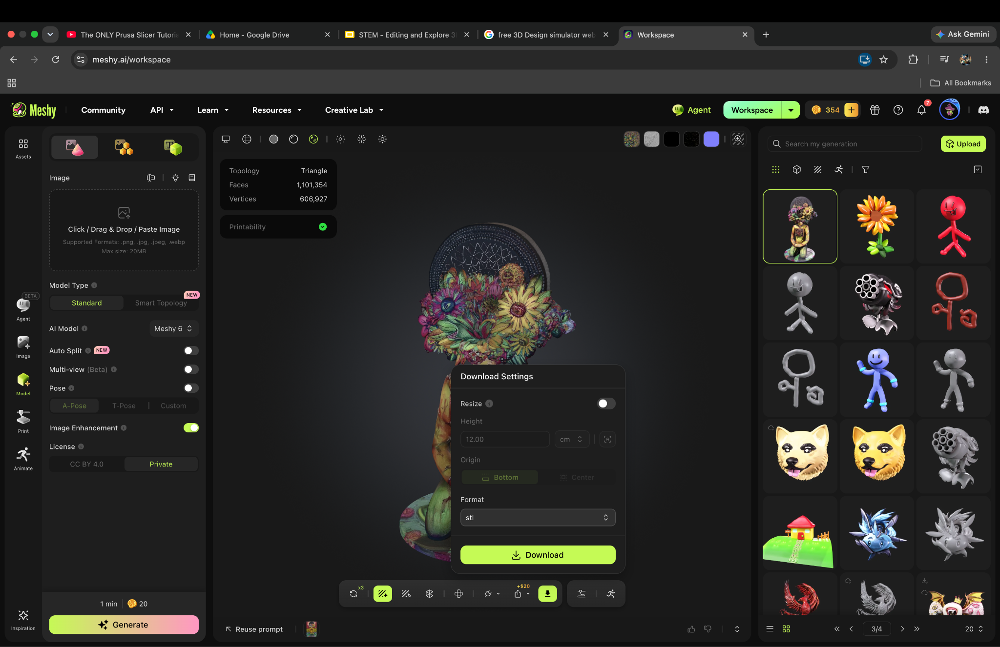 The ONLY Prusa Slicer Tutoria
Home - Google Drive
STEM - Editing and Explore 3
free 3D Design simulator web
Workspace
Ask Gemini
meshy.ai/workspace
All Bookmarks
Meshy
Community
API
Learn
Resources
Creative Lab
Agent
Workspace
354
7
Assets
BETA
Agent
Image
Model
Print
Animate
Inspiration
Image
Click / Drag & Drop / Paste Image
Supported Formats: .png, .jpg, .jpeg, .webp
Max size: 20MB
Model Type
Standard
Smart Topology
NEW
AI Model
Meshy 6
Auto Split
NEW
Multi-view (Beta)
Pose
A-Pose
T-Pose
Custom
Image Enhancement
License
CC BY 4.0
Private
1 min
20
Generate
Topology Triangle
Faces 1,101,354
Vertices 606,927
Printability
Download Settings
Resize
Height
12.00
cm
Origin
Bottom
Center
Format
stl
Download
x3
+$20
Reuse prompt
Search my generation
Upload
3/4
20